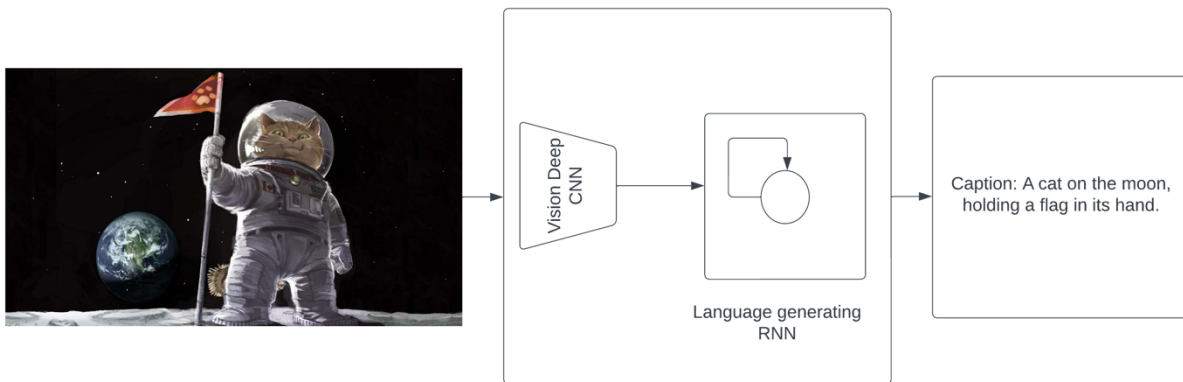 Vision Deep
CNN
Language generating
RNN
Caption: A cat on the moon,
holding a flag in its hand.